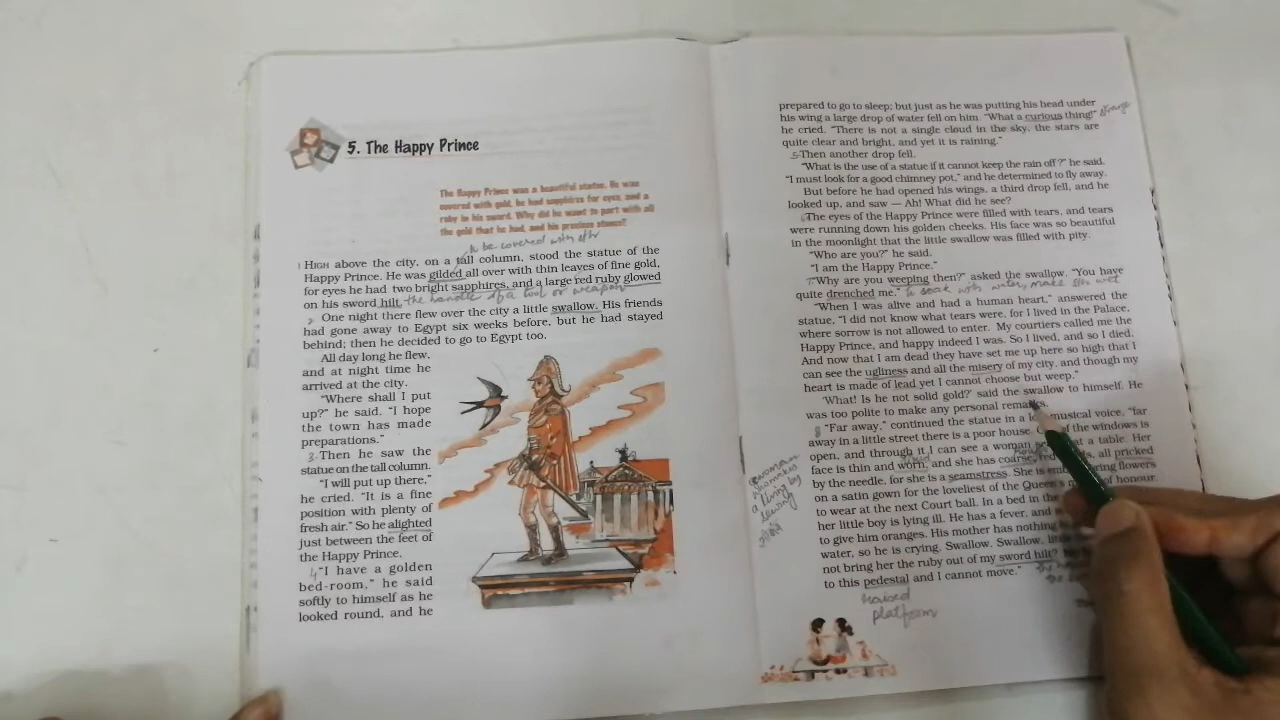 5. The Happy Prince
The Happy Prince was a beautiful statue. He was
covered with gold, he had sapphires for eyes, and a
ruby in his sword. Why did he want to part with all
the gold that he had, and his precious stones?
to be covered with
1 HIGH above the city, on a tall column, stood the statue of the
Happy Prince. He was gilded all over with thin leaves of fine gold,
for eyes he had two bright sapphires, and a large red ruby glowed
on his sword hilt. the handle of a tool or weapon
2 One night there flew over the city a little swallow. His friends
had gone away to Egypt six weeks before, but he had stayed
behind; then he decided to go to Egypt too.
All day long he flew,
and at night time he
arrived at the city.
“Where shall I put
up?” he said. “I hope
the town has made
preparations.”
3 Then he saw the
statue on the tall column.
“I will put up there,”
he cried. “It is a fine
position with plenty of
fresh air.” So he alighted
just between the feet of
the Happy Prince.
4 “I have a golden
bed-room,” he said
softly to himself as he
looked round, and he
prepared to go to sleep; but just as he was putting his head under
his wing a large drop of water fell on him. “What a curious thing!” strange
he cried. “There is not a single cloud in the sky, the stars are
quite clear and bright, and yet it is raining.”
5 Then another drop fell.
“What is the use of a statue if it cannot keep the rain off?” he said.
“I must look for a good chimney pot,” and he determined to fly away.
But before he had opened his wings, a third drop fell, and he
looked up, and saw — Ah! What did he see?
6 The eyes of the Happy Prince were filled with tears, and tears
were running down his golden cheeks. His face was so beautiful
in the moonlight that the little swallow was filled with pity.
“Who are you?” he said.
“I am the Happy Prince.”
7 “Why are you weeping then?” asked the swallow. “You have
quite drenched me.” to soak with water, make wet
“When I was alive and had a human heart,” answered the
statue, “I did not know what tears were, for I lived in the Palace,
where sorrow is not allowed to enter. My courtiers called me the
Happy Prince, and happy indeed I was. So I lived, and so I died.
And now that I am dead they have set me up here so high that I
can see the ugliness and all the misery of my city, and though my
heart is made of lead yet I cannot choose but weep.”
‘What! Is he not solid gold?’ said the swallow to himself. He
was too polite to make any personal remarks.
8 “Far away,” continued the statue in a musical voice, “far
away in a little street there is a poor house. of the windows is
open, and through it I can see a woman at a table. Her
face is thin and worn, and she has coarse, all pricked
by the needle, for she is a seamstress. She is flowers
on a satin gown for the loveliest of the Queen's of honour
to wear at the next Court ball. In a bed in the
her little boy is lying ill. He has a fever, and
to give him oranges. His mother has nothing
water, so he is crying. Swallow, Swallow,
not bring her the ruby out of my sword hilt?
to this pedestal and I cannot move.”
woman
who makes
a living by
sewing
raised
platform